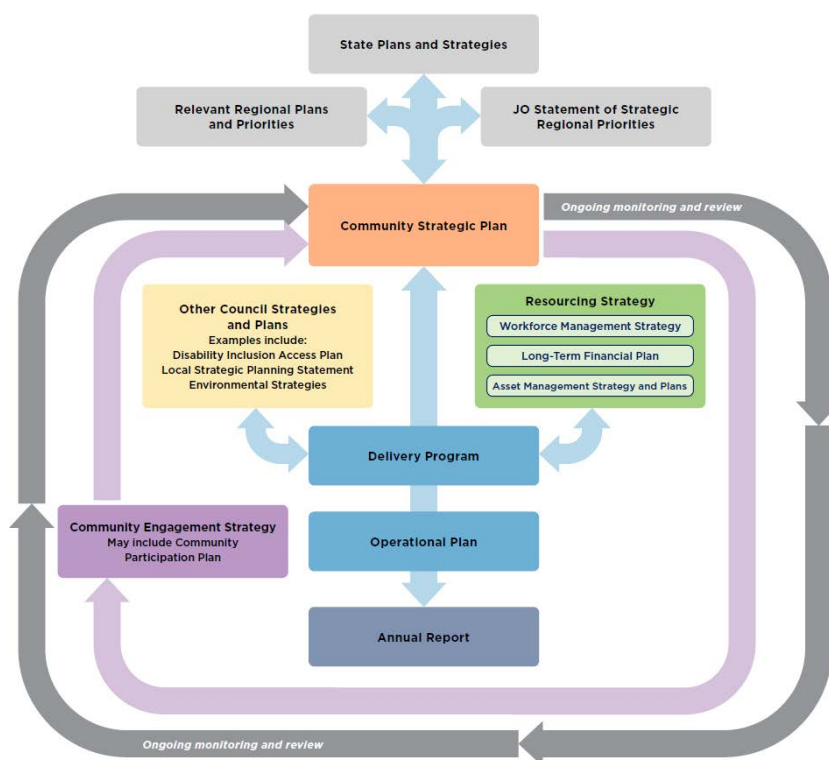 State Plans and Strategies
Relevant Regional Plans
and Priorities
JO Statement of Strategic
Regional Priorities
Community Strategic Plan
Ongoing monitoring and review
Other Council Strategies
and Plans
Examples include:
Disability Inclusion Access Plan
Local Strategic Planning Statement
Environmental Strategies
Resourcing Strategy
Workforce Management Strategy
Long-Term Financial Plan
Asset Management Strategy and Plans
Delivery Program
Community Engagement Strategy
May include Community
Participation Plan
Operational Plan
Annual Report
Ongoing monitoring and review